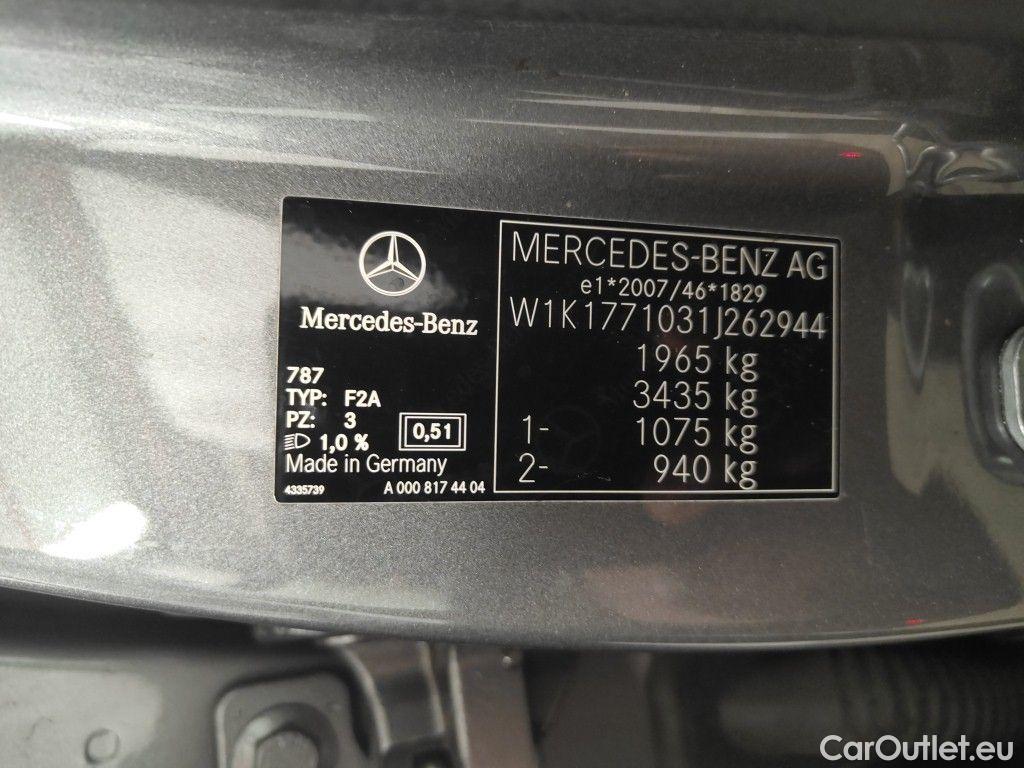 Mercedes-Benz
787
TYP: F2A
PZ: 3
1,0 %
0,51
Made in Germany
4335739 A 000 817 44 04
MERCEDES-BENZ AG
e1*2007/46*1829
W1K1771031J262944
1965 kg
3435 kg
1- 1075 kg
2- 940 kg
CarOutlet.eu